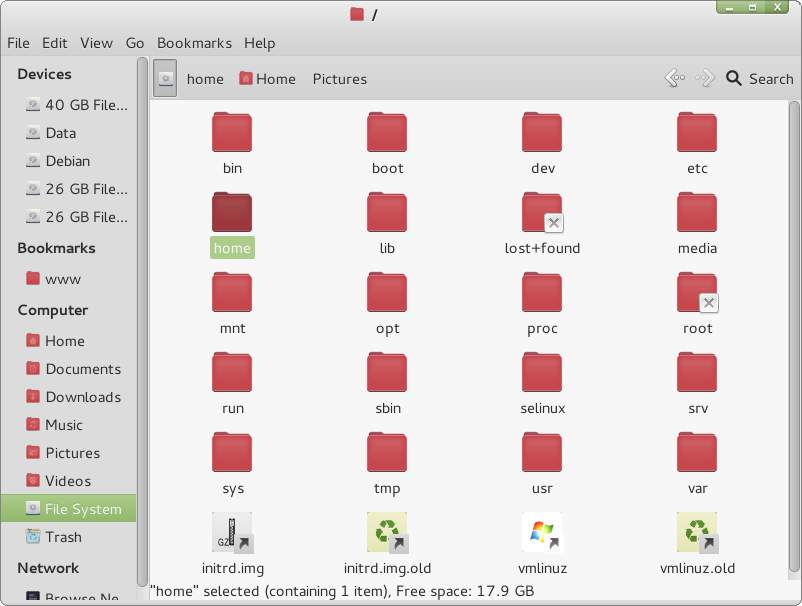 /
File Edit View Go Bookmarks Help
Devices
40 GB File...
Data
Debian
26 GB File...
26 GB File...
Bookmarks
www
Computer
Home
Documents
Downloads
Music
Pictures
Videos
File System
Trash
Network
Browse Ne...
home Home Pictures Search
bin boot dev etc
home lib lost+found media
mnt opt proc root
run sbin selinux srv
sys tmp usr var
GZ
initrd.img initrd.img.old vmlinuz vmlinuz.old
"home" selected (containing 1 item), Free space: 17.9 GB